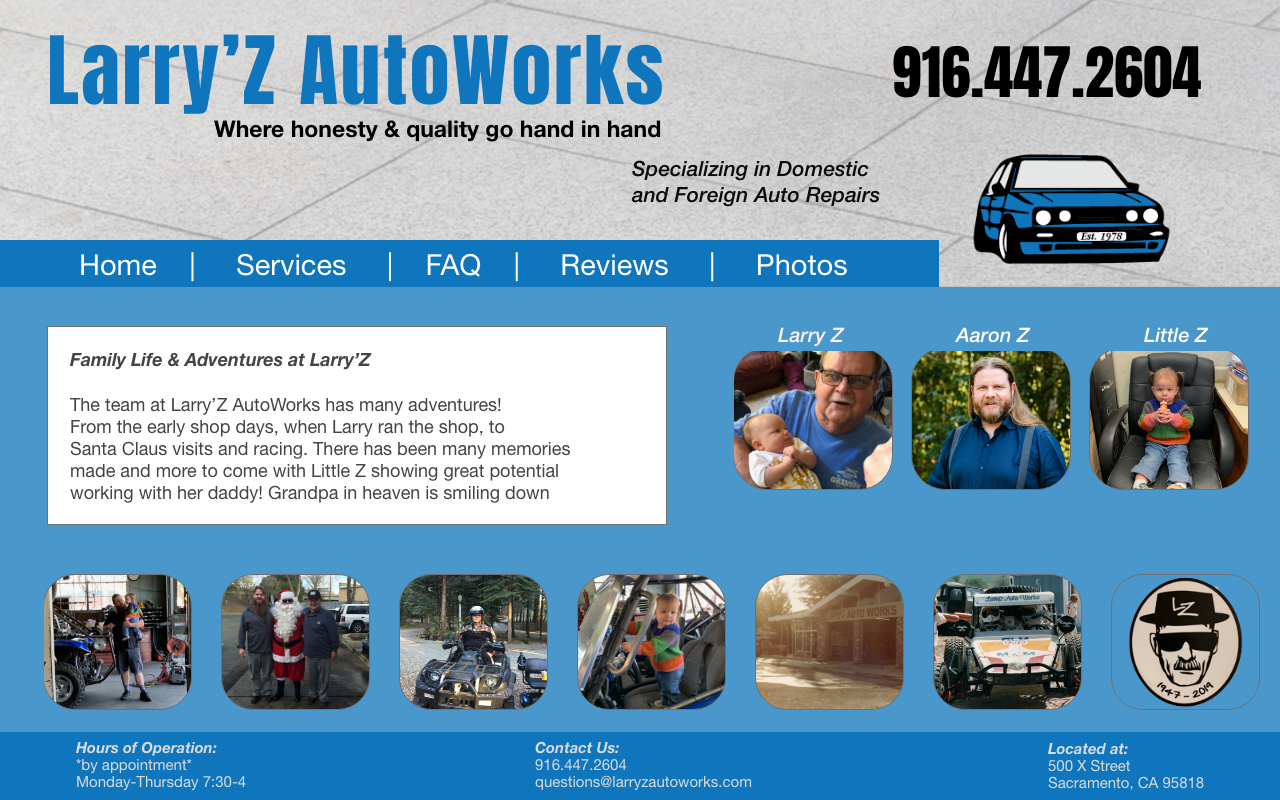 Larry’Z AutoWorks
916.447.2604
Where honesty & quality go hand in hand
Specializing in Domestic
and Foreign Auto Repairs
Est. 1978
Home | Services | FAQ | Reviews | Photos
Family Life & Adventures at Larry’Z
The team at Larry’Z AutoWorks has many adventures!
From the early shop days, when Larry ran the shop, to
Santa Claus visits and racing. There has been many memories
made and more to come with Little Z showing great potential
working with her daddy! Grandpa in heaven is smiling down
Larry Z
Aaron Z
Little Z
AUTO WORKS
Larry'Z Auto Works
LZ
1947 - 2019
Hours of Operation:
*by appointment*
Monday-Thursday 7:30-4
Contact Us:
916.447.2604
questions@larryzautoworks.com
Located at:
500 X Street
Sacramento, CA 95818